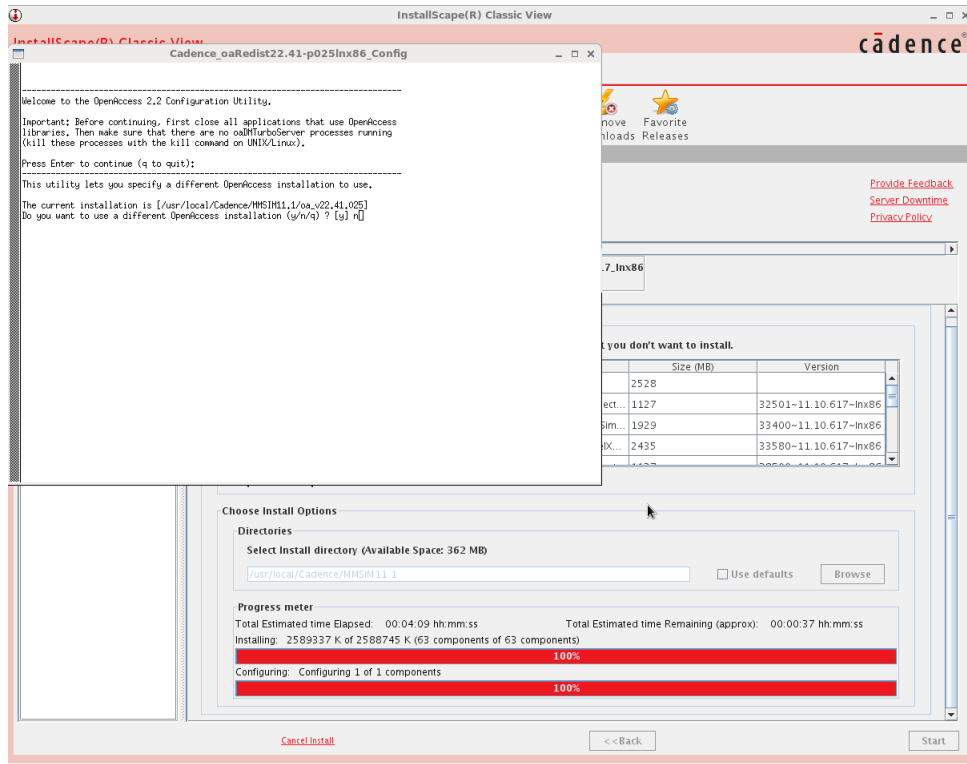 InstallScape(R) Classic View
InstallScape(R) Classic View
cādence®
Cadence_oaRedist22.41-p025lnx86_Config
Welcome to the OpenAccess 2.2 Configuration Utility.
Important: Before continuing, first close all applications that use OpenAccess
libraries. Then make sure that there are no oaDMTurboServer processes running
(kill these processes with the kill command on UNIX/Linux).
Press Enter to continue (q to quit):
This utility lets you specify a different OpenAccess installation to use.
The current installation is [/usr/local/Cadence/MMSIM11.1/oa_v22.41.025]
Do you want to use a different OpenAccess installation (y/n/q) ? [y] n
nove
Favorite
nloads
Releases
Provide Feedback
Server Downtime
Privacy Policy
.7_lnx86
t you don't want to install.
Size (MB) Version
2528
ect... 1127 32501~11.10.617~lnx86
Sim... 1929 33400~11.10.617~lnx86
lX... 2435 33580~11.10.617~lnx86
Choose Install Options
Directories
Select Install directory (Available Space: 362 MB)
/usr/local/Cadence/MMSIM11.1
Use defaults
Browse
Progress meter
Total Estimated time Elapsed: 00:04:09 hh:mm:ss Total Estimated time Remaining (approx): 00:00:37 hh:mm:ss
Installing: 2589337 K of 2588745 K (63 components of 63 components)
100%
Configuring: Configuring 1 of 1 components
100%
Cancel Install
<<Back
Start